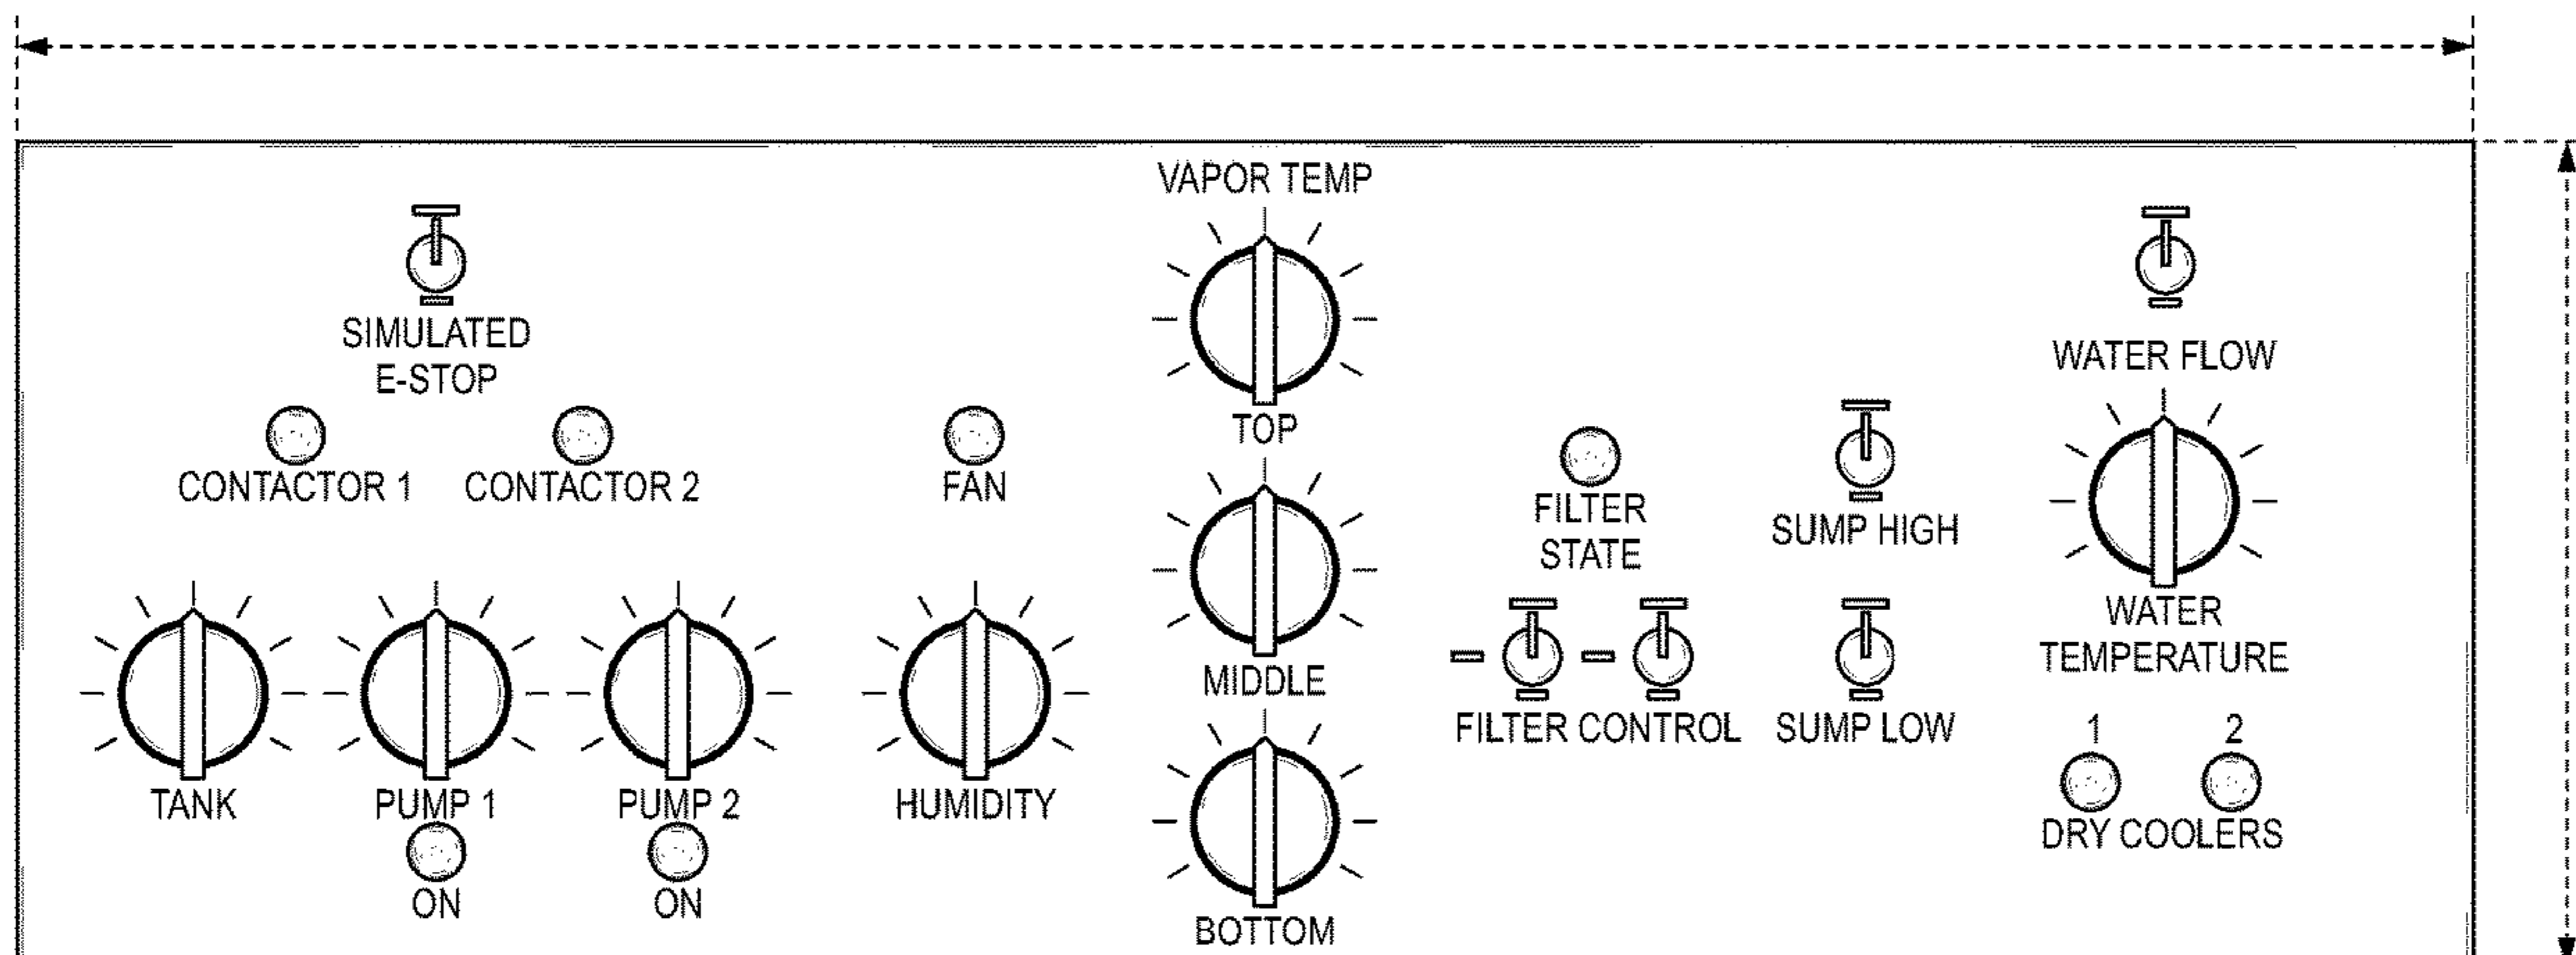 VAPOR TEMP
SIMULATED
E-STOP
WATER FLOW
TOP
CONTACTOR 1
CONTACTOR 2
FAN
FILTER
STATE
SUMP HIGH
WATER
TEMPERATURE
MIDDLE
FILTER CONTROL
SUMP LOW
1
2
TANK
PUMP 1
PUMP 2
HUMIDITY
DRY COOLERS
ON
ON
BOTTOM